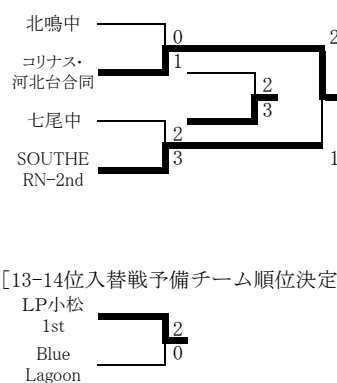 北鳴中
0
2
コリナス・
1
河北台合同
2
七尾中
3
2
SOUTHE
3
1
RN-2nd
[13-14位入替戦予備チーム順位決定
LP小松
1st
2
Blue
0
Lagoon